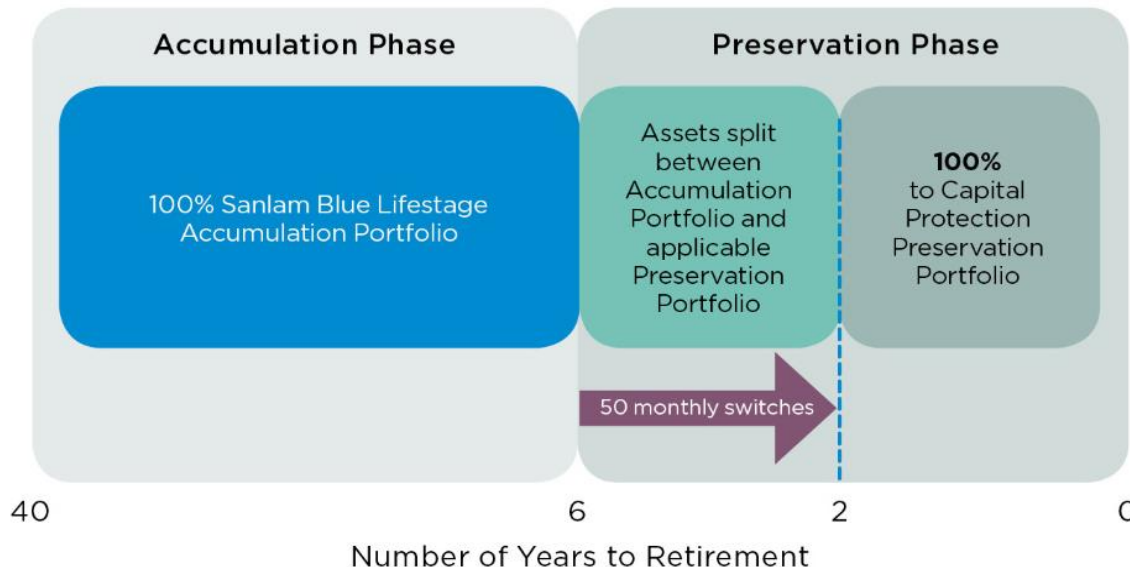 Accumulation Phase
Preservation Phase
100% Sanlam Blue Lifestage
Accumulation Portfolio
Assets split
between
Accumulation
Portfolio and
applicable
Preservation
Portfolio
100%
to Capital
Protection
Preservation
Portfolio
50 monthly switches
40
6
2
0
Number of Years to Retirement